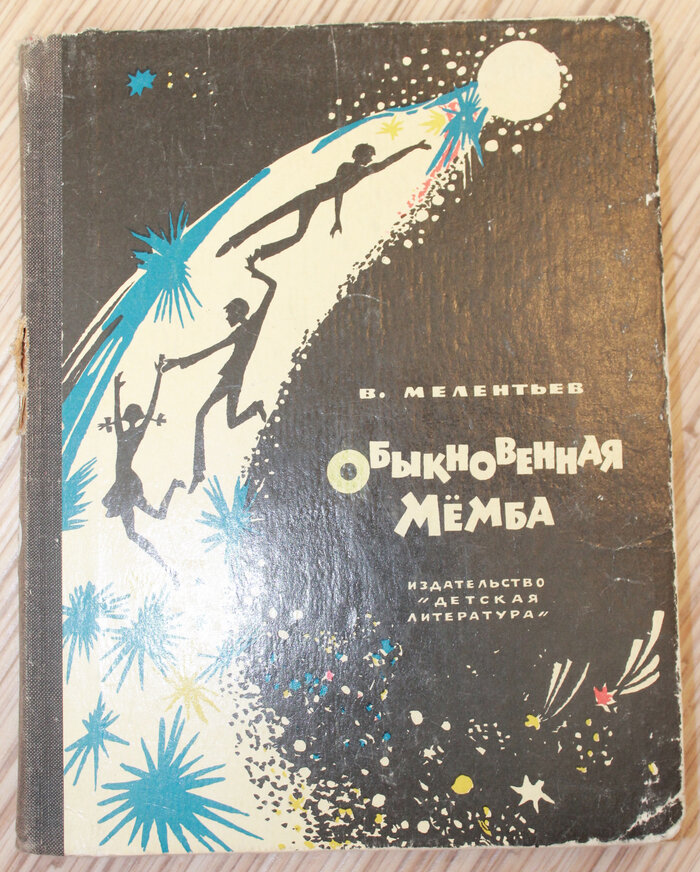 В. МЕЛЕНТЬЕВ
ОБЫКНОВЕННАЯ
МЁМБА
ИЗДАТЕЛЬСТВО
"ДЕТСКАЯ
ЛИТЕРАТУРА"